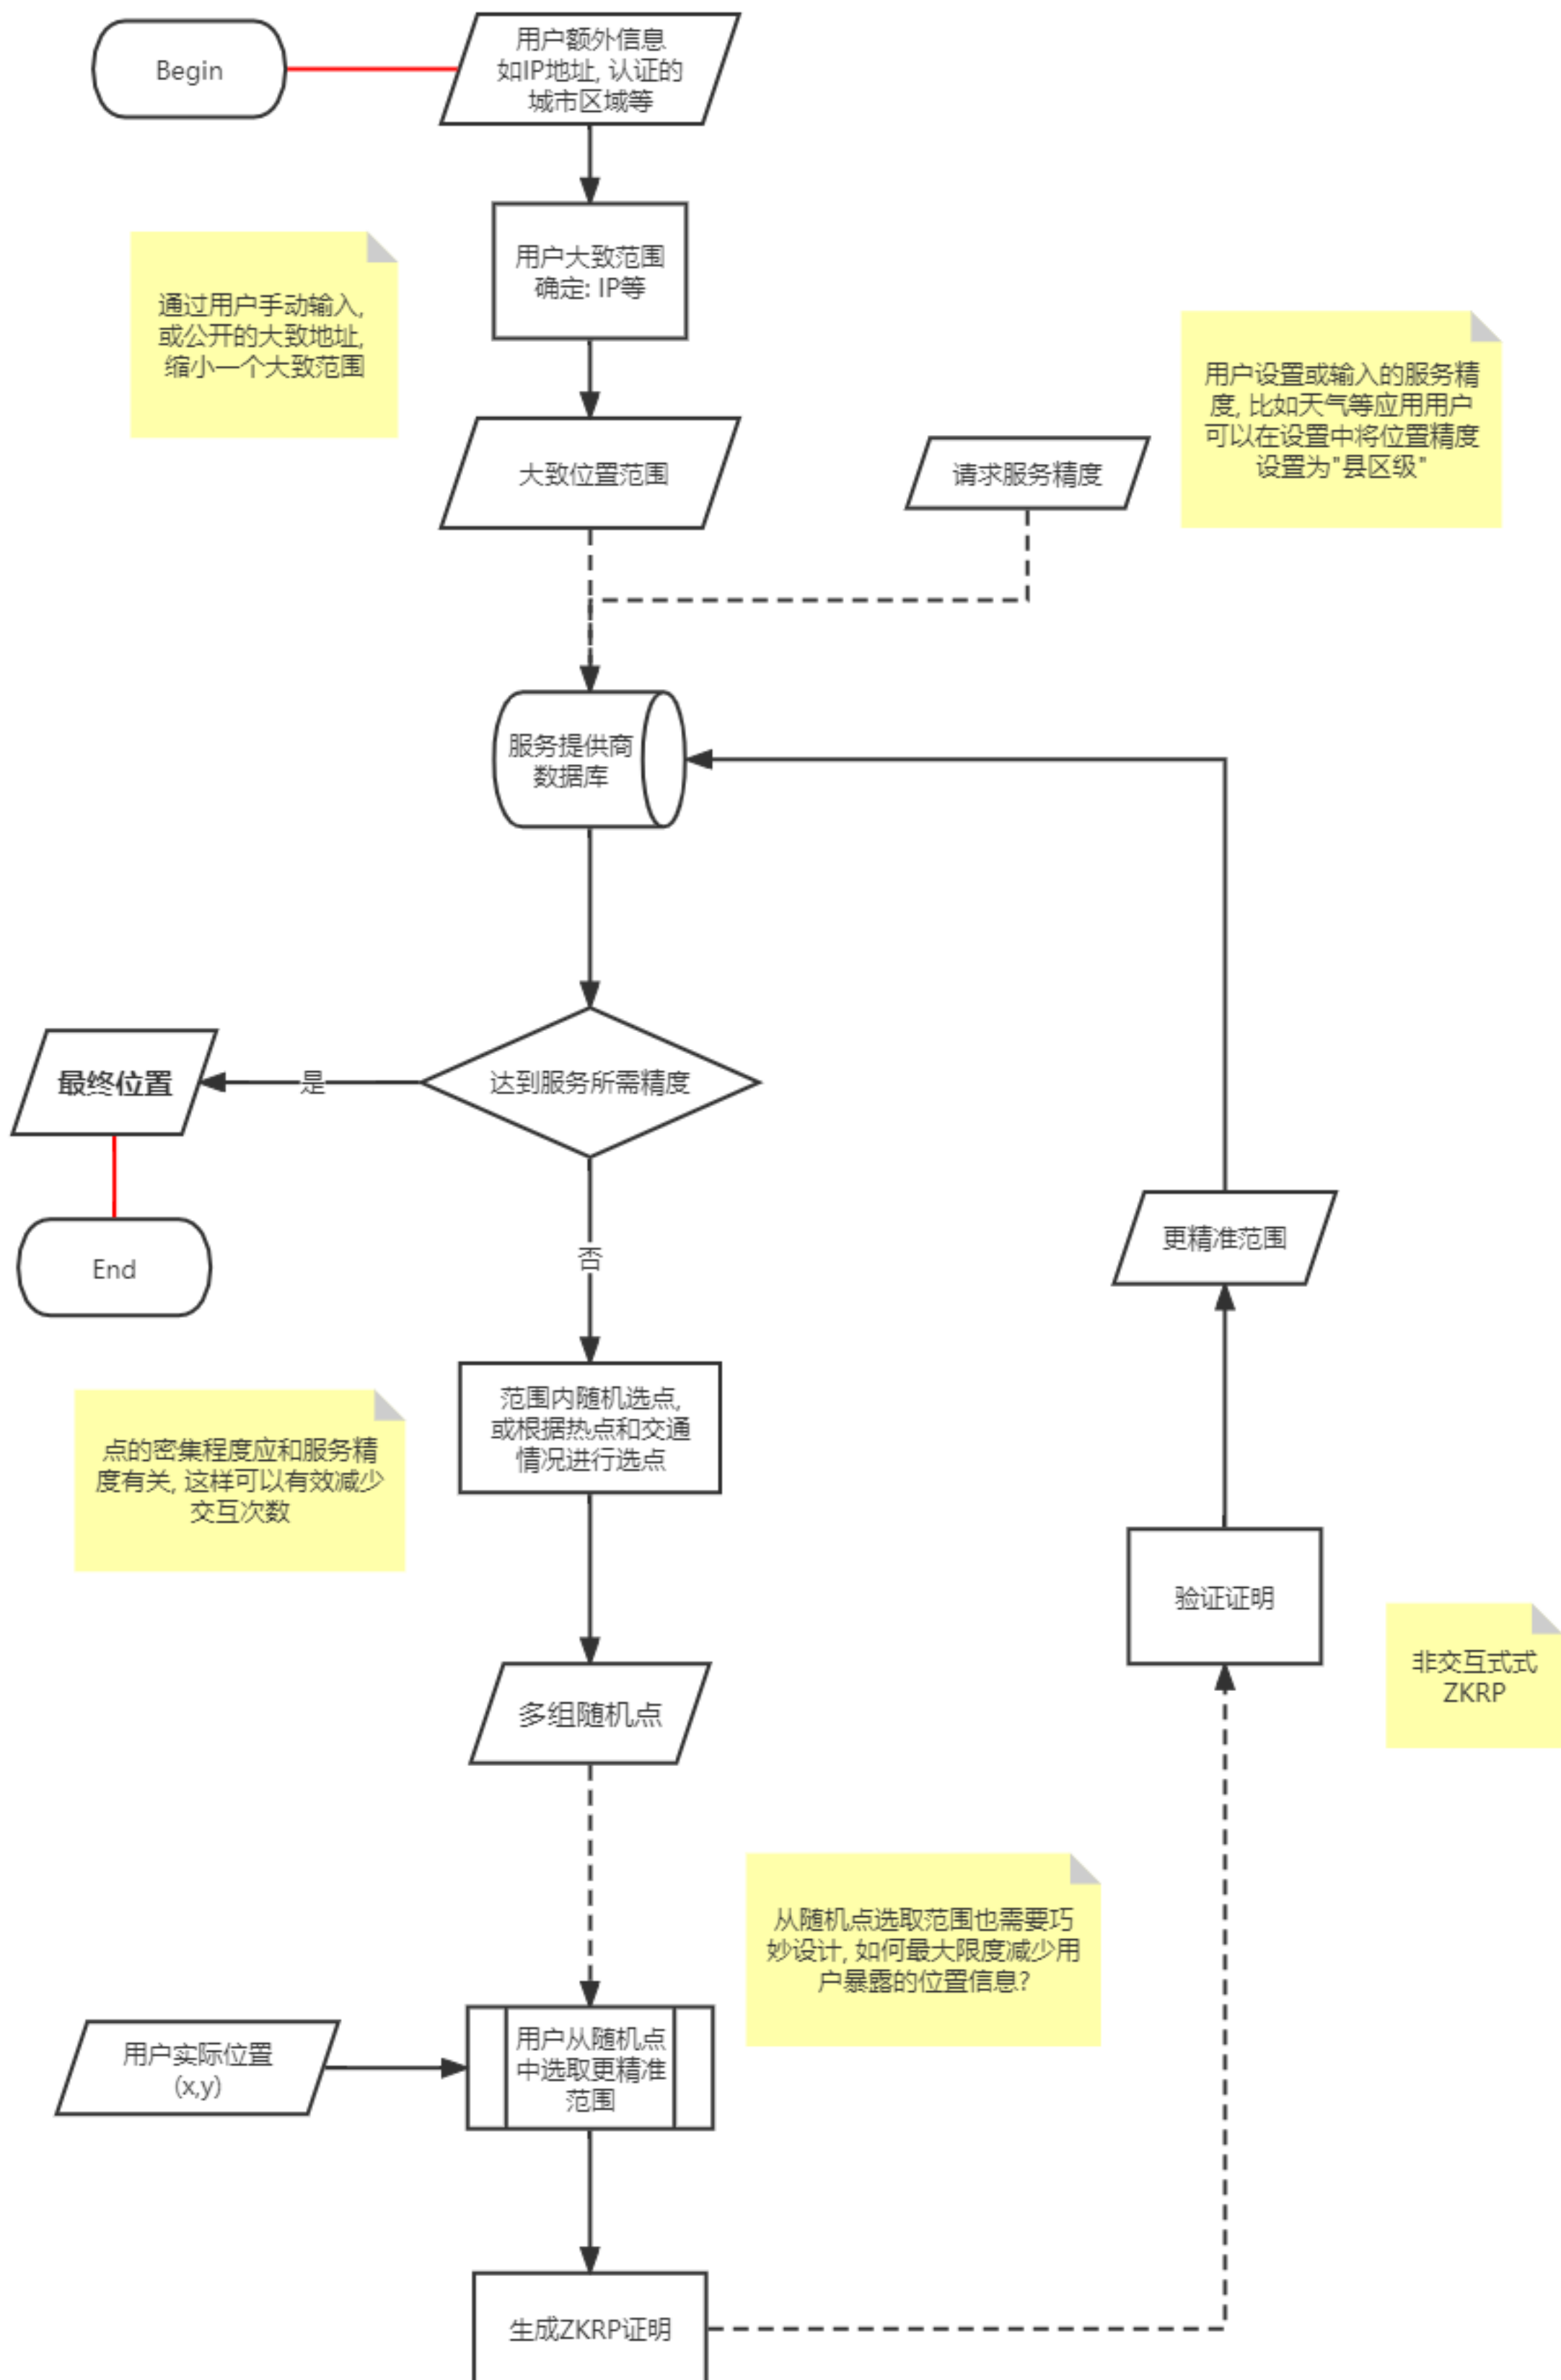 Begin
用户额外信息
如IP地址, 认证的
城市区域等
用户大致范围
确定: IP等
通过用户手动输入,
或公开的大致地址,
缩小一个大致范围
用户设置或输入的服务精
度, 比如天气等应用用户
可以在设置中将位置精度
设置为"县区级"
大致位置范围
请求服务精度
服务提供商
数据库
最终位置
是
达到服务所需精度
End
否
更精准范围
范围内随机选点,
或根据热点和交通
情况进行选点
点的密集程度应和服务精
度有关, 这样可以有效减少
交互次数
验证证明
非交互式式
ZKRP
多组随机点
从随机点选取范围也需要巧
妙设计, 如何最大限度减少用
户暴露的位置信息?
用户实际位置
(x,y)
用户从随机点
中选取更精准
范围
生成ZKRP证明